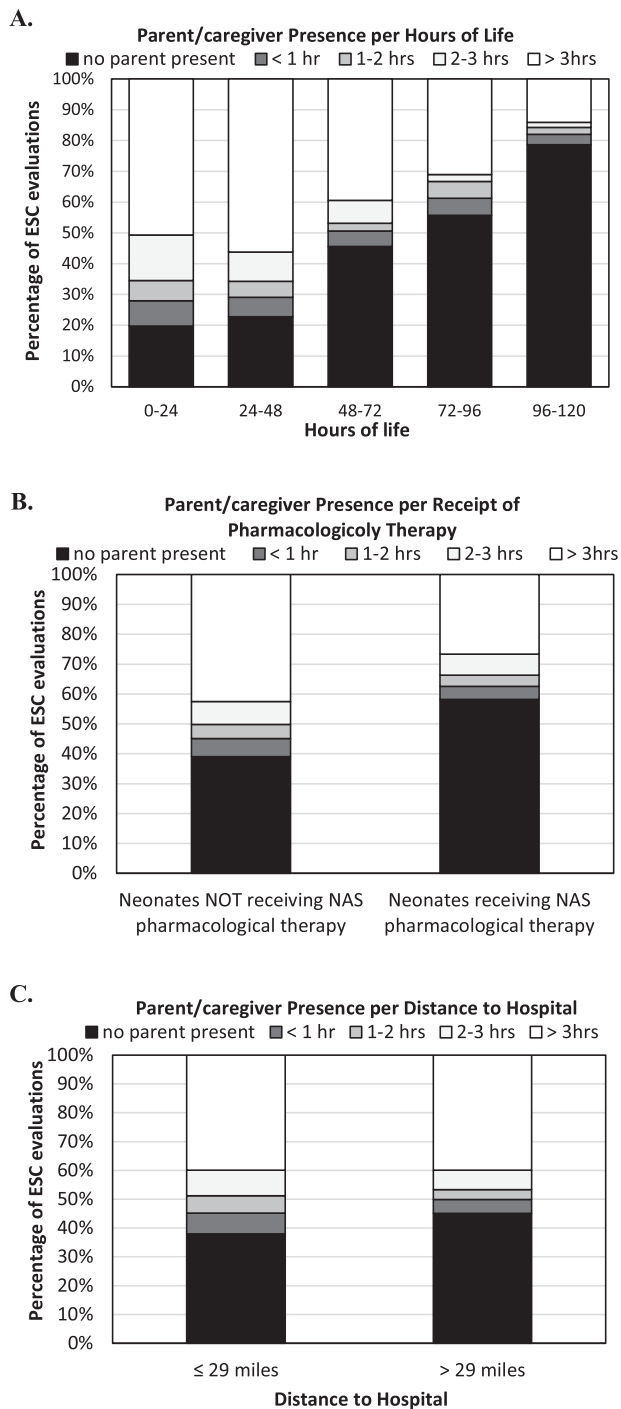 A.
Parent/caregiver Presence per Hours of Life
no parent present < 1 hr 1-2 hrs 2-3 hrs > 3hrs
Percentage of ESC evaluations
100%
90%
80%
70%
60%
50%
40%
30%
20%
10%
0%
0-24 24-48 48-72 72-96 96-120
Hours of life
B.
Parent/caregiver Presence per Receipt of
Pharmacologicoly Therapy
no parent present < 1 hr 1-2 hrs 2-3 hrs > 3hrs
Percentage of ESC evaluations
100%
90%
80%
70%
60%
50%
40%
30%
20%
10%
0%
Neonates NOT receiving NAS
pharmacological therapy
Neonates receiving NAS
pharmacological therapy
C.
Parent/caregiver Presence per Distance to Hospital
no parent present < 1 hr 1-2 hrs 2-3 hrs > 3hrs
Percentage of ESC evaluations
100%
90%
80%
70%
60%
50%
40%
30%
20%
10%
0%
≤ 29 miles > 29 miles
Distance to Hospital